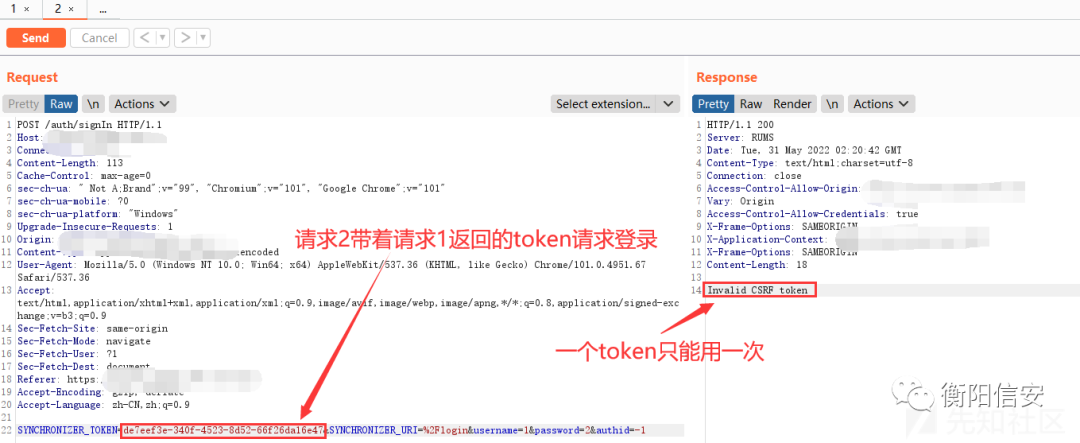 1 × 2 × ...
Send Cancel < >
Request
Pretty Raw \n Actions Select extension...
1 POST /auth/signIn HTTP/1.1
2 Host:
3
4 Content-Length: 113
5 Cache-Control: max-age=0
6 sec-ch-ua: " Not A;Brand";v="99", "Chromium";v="101", "Google Chrome";v="101"
7 sec-ch-ua-mobile: ?0
8 sec-ch-ua-platform: "Windows"
9 Upgrade-Insecure-Requests: 1
10 Origin:
11
12 User-Agent: Mozilla/5.0 (Windows NT 10.0; Win64; x64) AppleWebKit/537.36 (KHTML, like Gecko) Chrome/101.0.4951.67
Safari/537.36
13 Accept:
text/html,application/xhtml+xml,application/xml;q=0.9,image/avif,image/webp,image/apng,*/*;q=0.8,application/signed-exc
hange;v=b3;q=0.9
14 Sec-Fetch-Site: same-origin
15 Sec-Fetch-Mode: navigate
16 Sec-Fetch-User: ?1
17 Sec-Fetch-Dest: document
18 Referer: https:
19 Accept-Encoding: gzip, deflate
20 Accept-Language: zh-CN,zh;q=0.9
21
22 SYNCHRONIZER_TOKEN=de7eef3e-340f-4523-8d52-66f26da16e47&SYNCHRONIZER_URI=%2Flogin&username=1&password=2&authid=-1
请求2带着请求1返回的token请求登录
Response
Pretty Raw Render \n Actions
1 HTTP/1.1 200
2 Server: RUMS
3 Date: Tue, 31 May 2022 02:20:42 GMT
4 Content-Type: text/html;charset=utf-8
5 Connection: close
6 Access-Control-Allow-Origin:
7 Vary: Origin
8 Access-Control-Allow-Credentials: true
9 X-Frame-Options: SAMEORIGIN
10 X-Application-Context:
11 X-Frame-Options: SAMEORIGIN
12 Content-Length: 18
13
14 Invalid CSRF token
一个token只能用一次
衡阳信安
先知社区